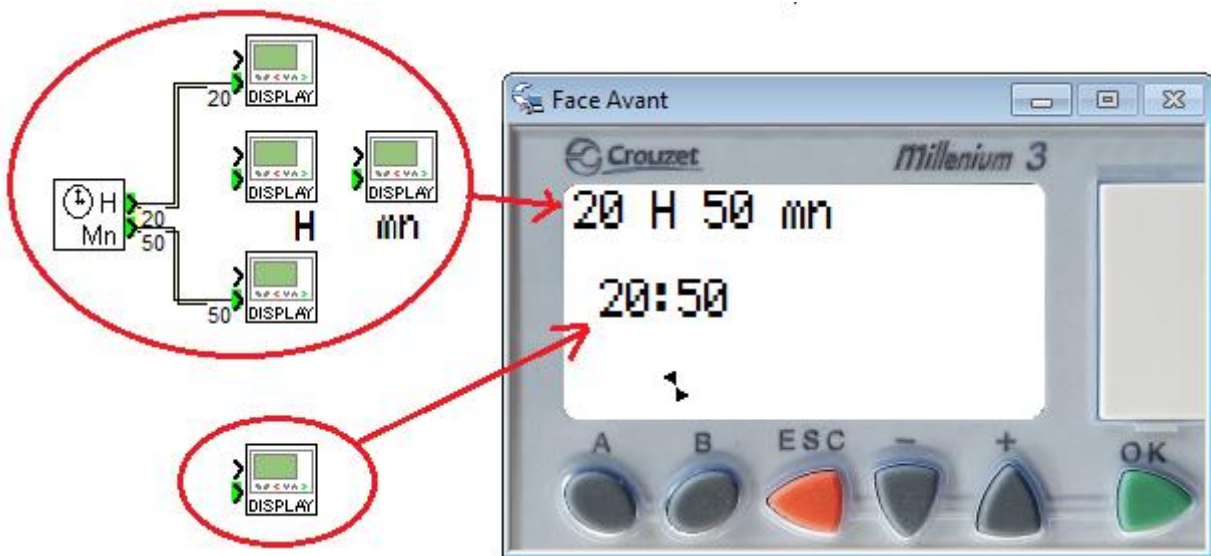 20
DISPLAY
DISPLAY
DISPLAY
H
20
Mn
50
H
mn
50
DISPLAY
DISPLAY
Face Avant
Crouzet
Millenium 3
20 H 50 mn
20:50
A
B
ESC
-
+
OK